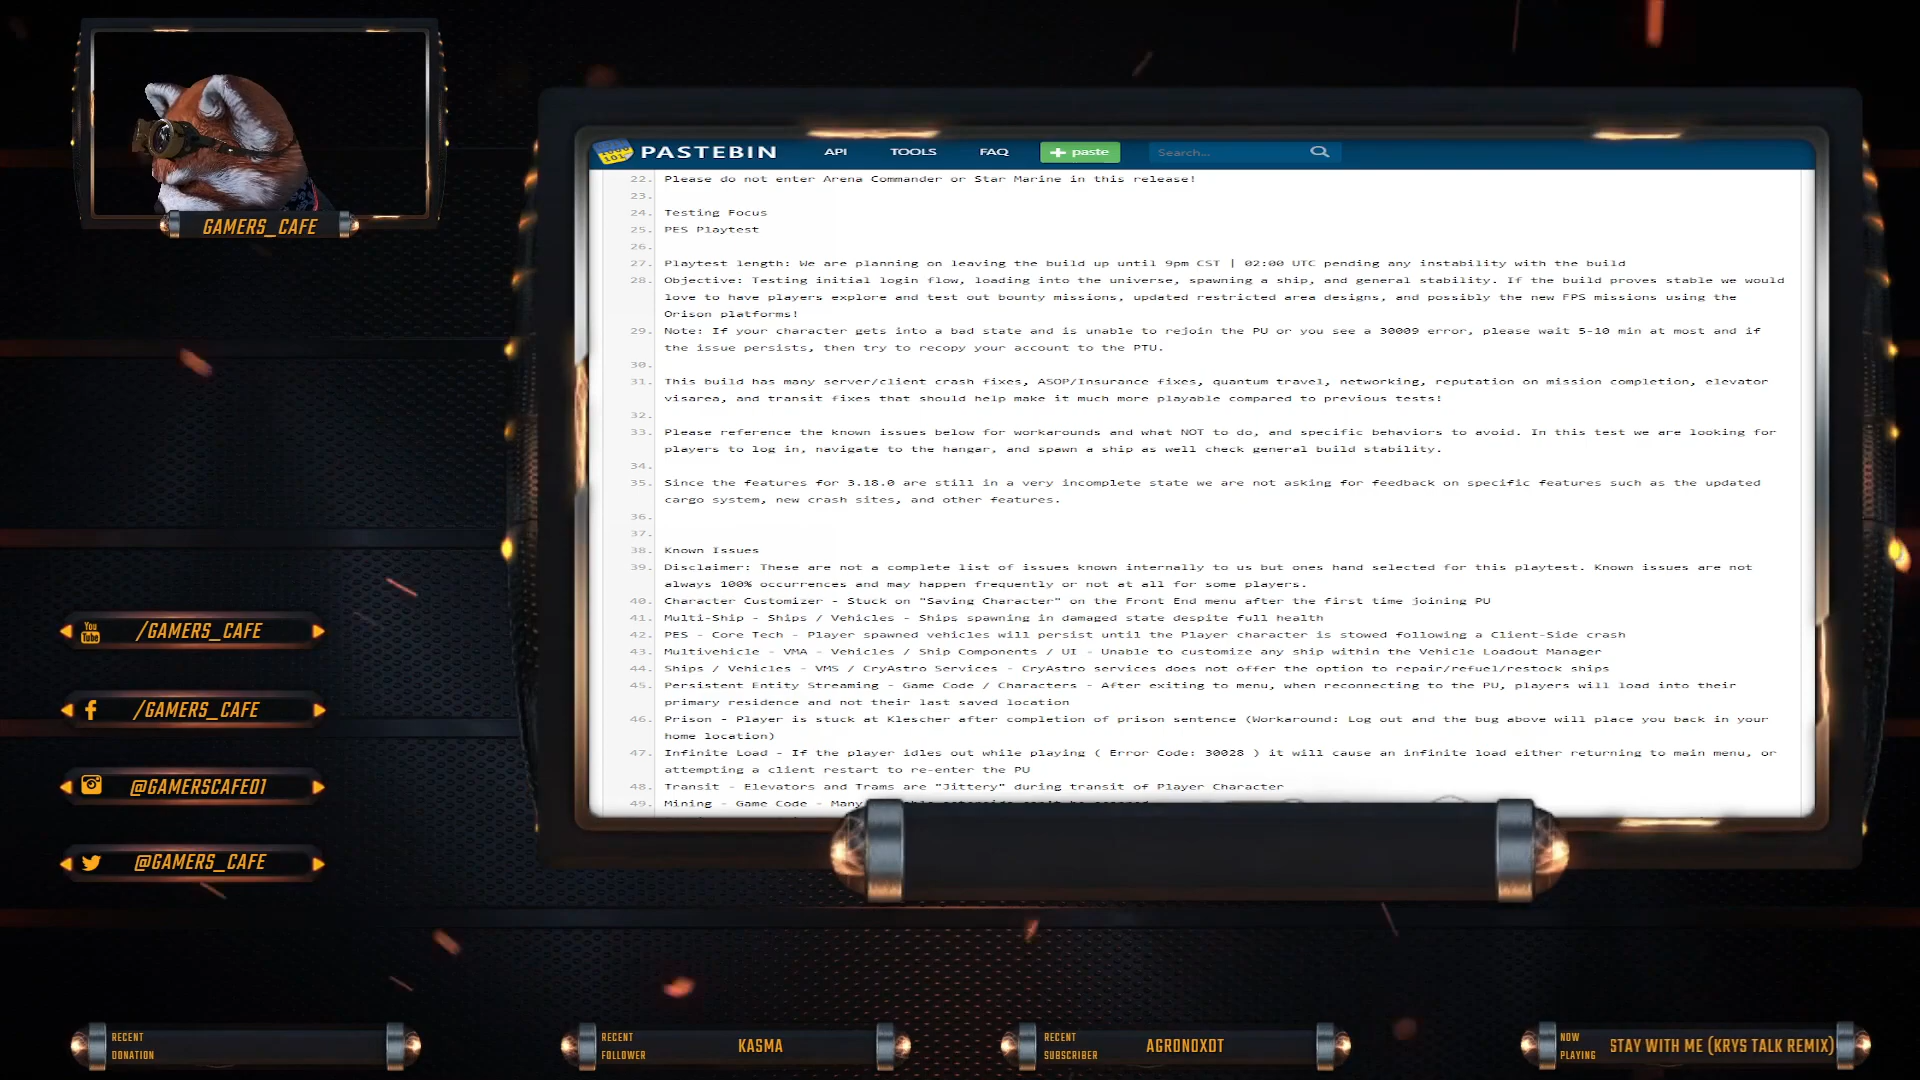 GAMERS_CAFE
PASTEBIN API TOOLS FAQ + paste Search...
22. Please do not enter Arena Commander or Star Marine in this release!
23.
24. Testing Focus
25. PES Playtest
26.
27. Playtest length: We are planning on leaving the build up until 9pm CST | 02:00 UTC pending any instability with the build
28. Objective: Testing initial login flow, loading into the universe, spawning a ship, and general stability. If the build proves stable we would
love to have players explore and test out bounty missions, updated restricted area designs, and possibly the new FPS missions using the
Orison platforms!
29. Note: If your character gets into a bad state and is unable to rejoin the PU or you see a 30009 error, please wait 5-10 min at most and if
the issue persists, then try to recopy your account to the PTU.
30.
31. This build has many server/client crash fixes, ASOP/Insurance fixes, quantum travel, networking, reputation on mission completion, elevator
visarea, and transit fixes that should help make it much more playable compared to previous tests!
32.
33. Please reference the known issues below for workarounds and what NOT to do, and specific behaviors to avoid. In this test we are looking for
players to log in, navigate to the hangar, and spawn a ship as well check general build stability.
34.
35. Since the features for 3.18.0 are still in a very incomplete state we are not asking for feedback on specific features such as the updated
cargo system, new crash sites, and other features.
36.
37.
38. Known Issues
39. Disclaimer: These are not a complete list of issues known internally to us but ones hand selected for this playtest. Known issues are not
always 100% occurrences and may happen frequently or not at all for some players.
40. Character Customizer - Stuck on "Saving Character" on the Front End menu after the first time joining PU
41. Multi-Ship - Ships / Vehicles - Ships spawning in damaged state despite full health
42. PES - Core Tech - Player spawned vehicles will persist until the Player character is stowed following a Client-Side crash
43. Multivehicle - VMA - Vehicles / Ship Components / UI - Unable to customize any ship within the Vehicle Loadout Manager
44. Ships / Vehicles - VMS / CryAstro Services - CryAstro services does not offer the option to repair/refuel/restock ships
45. Persistent Entity Streaming - Game Code / Characters - After exiting to menu, when reconnecting to the PU, players will load into their
primary residence and not their last saved location
46. Prison - Player is stuck at Klescher after completion of prison sentence (Workaround: Log out and the bug above will place you back in your
home location)
47. Infinite Load - If the player idles out while playing ( Error Code: 30028 ) it will cause an infinite load either returning to main menu, or
attempting a client restart to re-enter the PU
48. Transit - Elevators and Trams are "Jittery" during transit of Player Character
49. Mining - Game Code - Many
You Tube /GAMERS_CAFE
/GAMERS_CAFE
@GAMERSCAFE01
@GAMERS_CAFE
RECENT DONATION
RECENT FOLLOWER KASMA
RECENT SUBSCRIBER AGRONOXOT
NOW PLAYING STAY WITH ME (KRYS TALK REMIX)